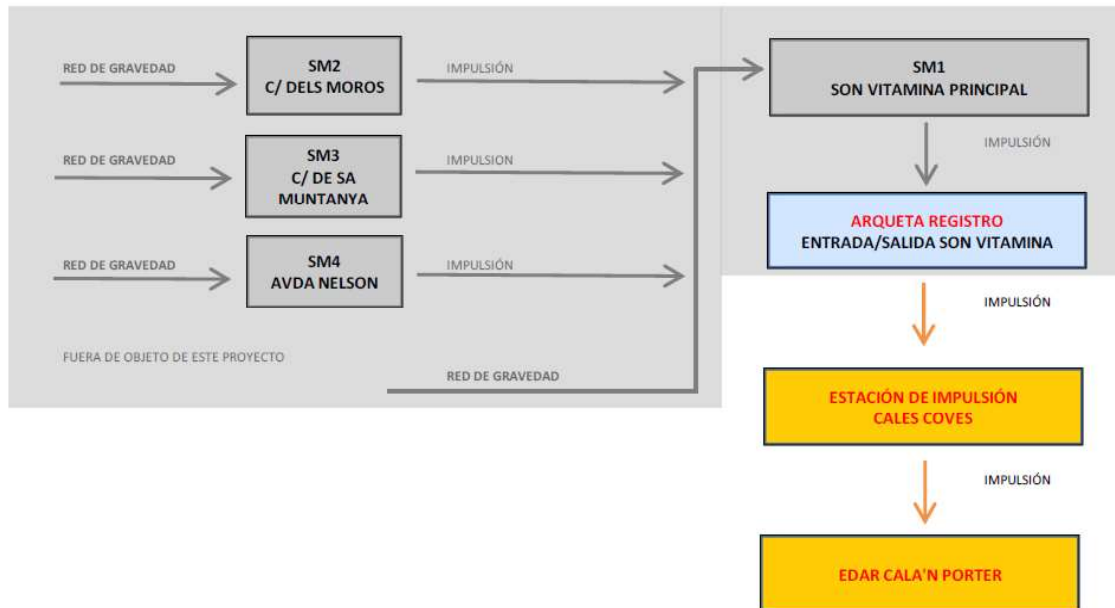 RED DE GRAVEDAD
SM2
C/ DELS MOROS
IMPULSIÓN
SM1
SON VITAMINA PRINCIPAL
IMPULSIÓN
RED DE GRAVEDAD
SM3
C/ DE SA
MUNTANYA
IMPULSION
ARQUETA REGISTRO
ENTRADA/SALIDA SON VITAMINA
RED DE GRAVEDAD
SM4
AVDA NELSON
IMPULSIÓN
IMPULSIÓN
FUERA DE OBJETO DE ESTE PROYECTO
RED DE GRAVEDAD
ESTACIÓN DE IMPULSIÓN
CALES COVES
IMPULSIÓN
EDAR CALA'N PORTER